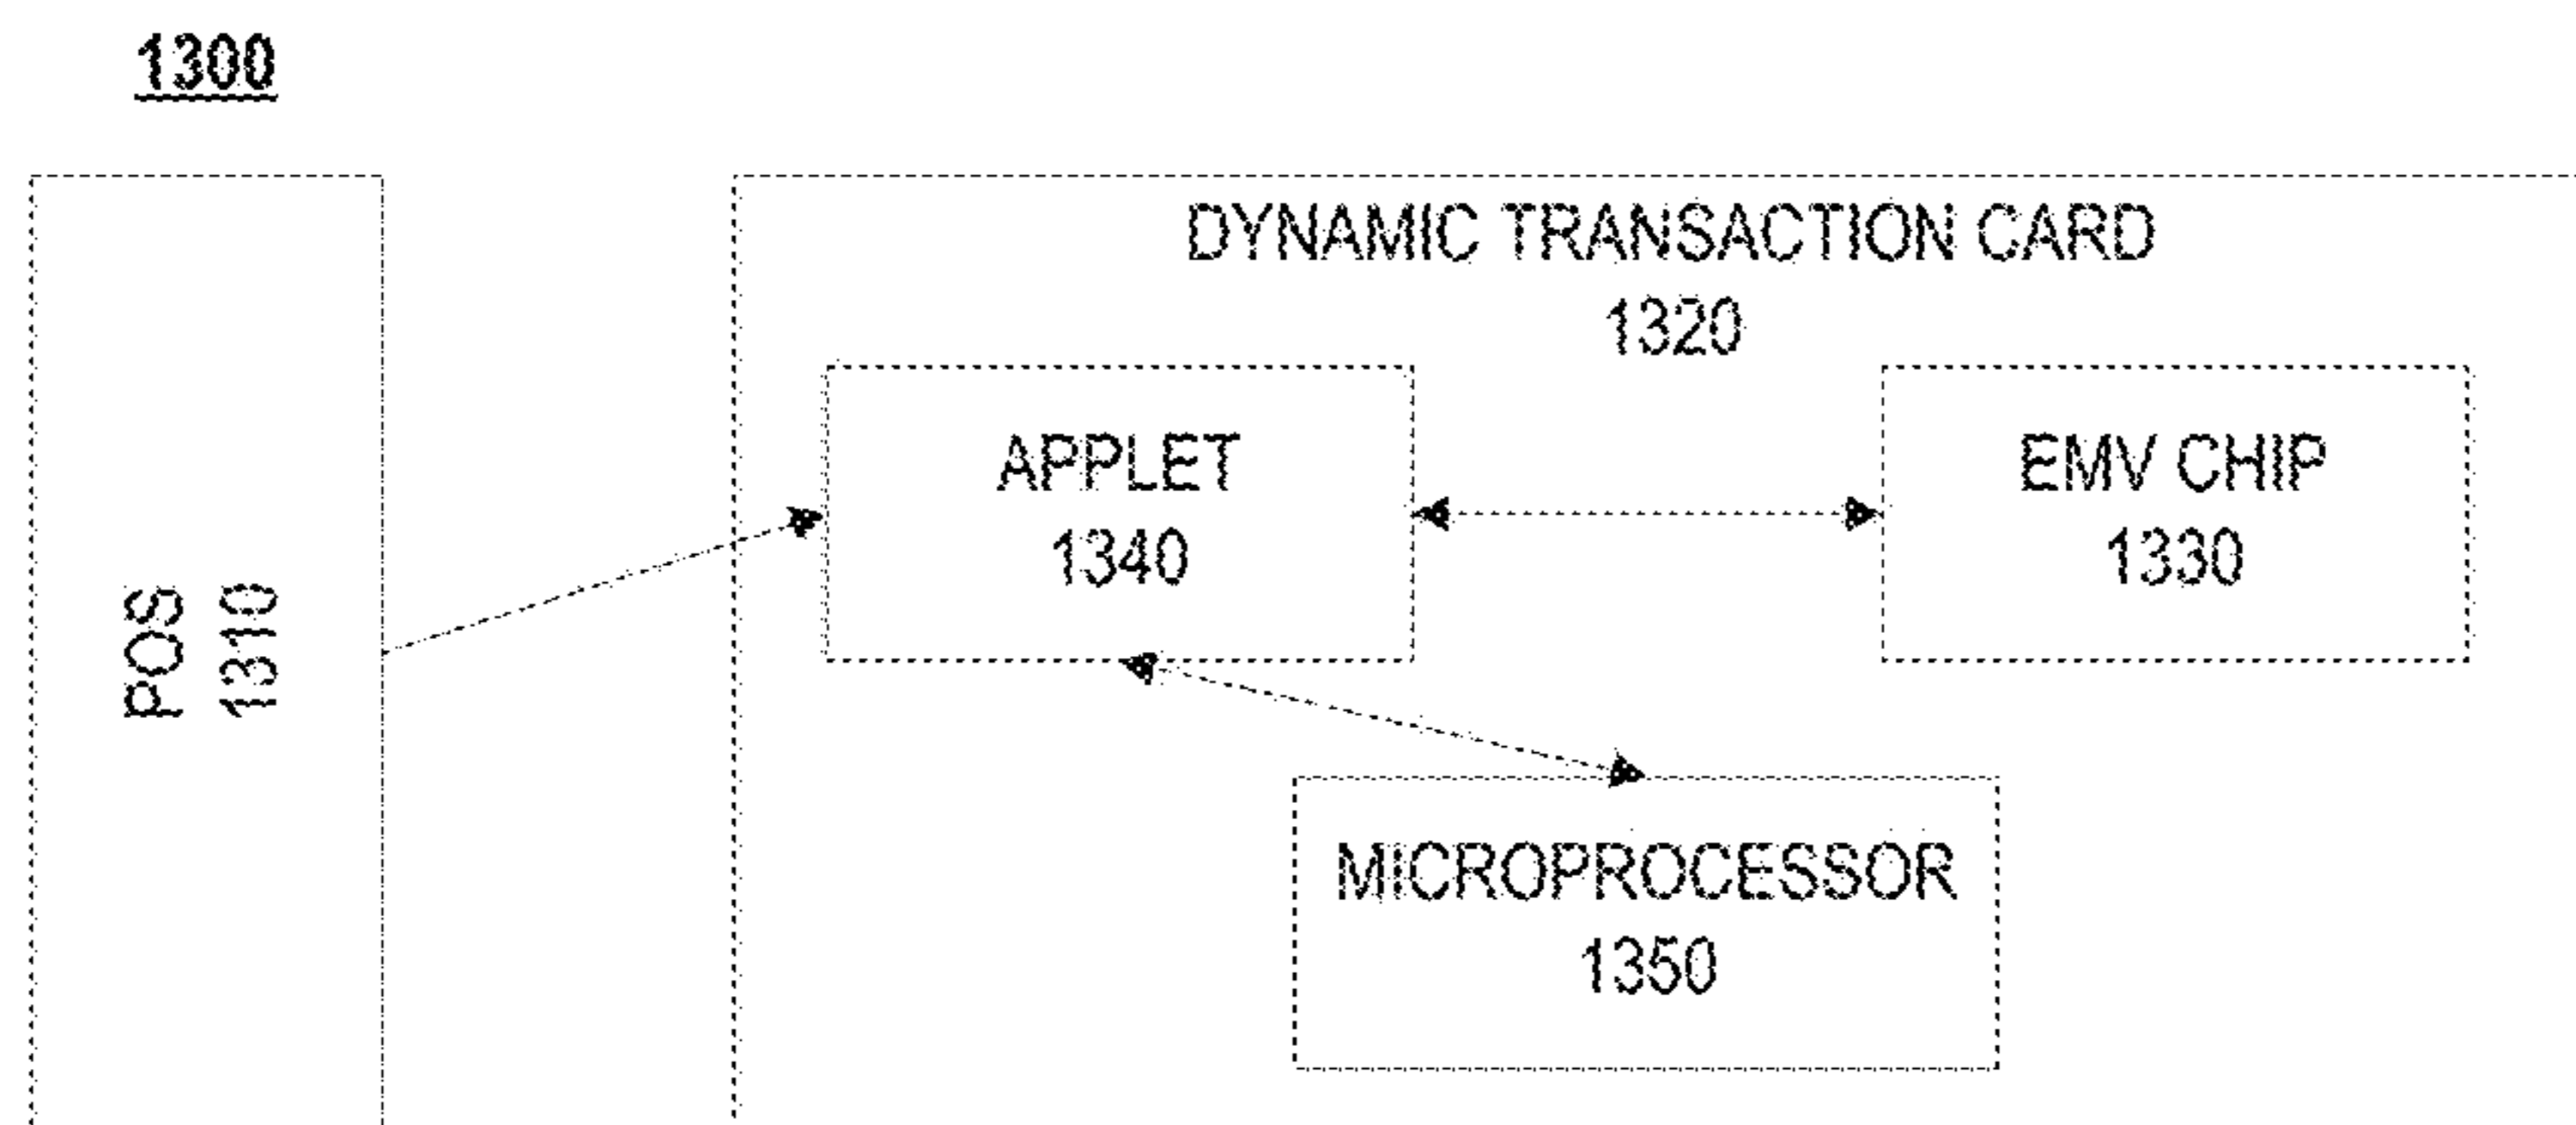 1300
DYNAMIC TRANSACTION CARD
1320
APPLET
1340
EMV CHIP
1330
POS
1310
MICROPROCESSOR
1350